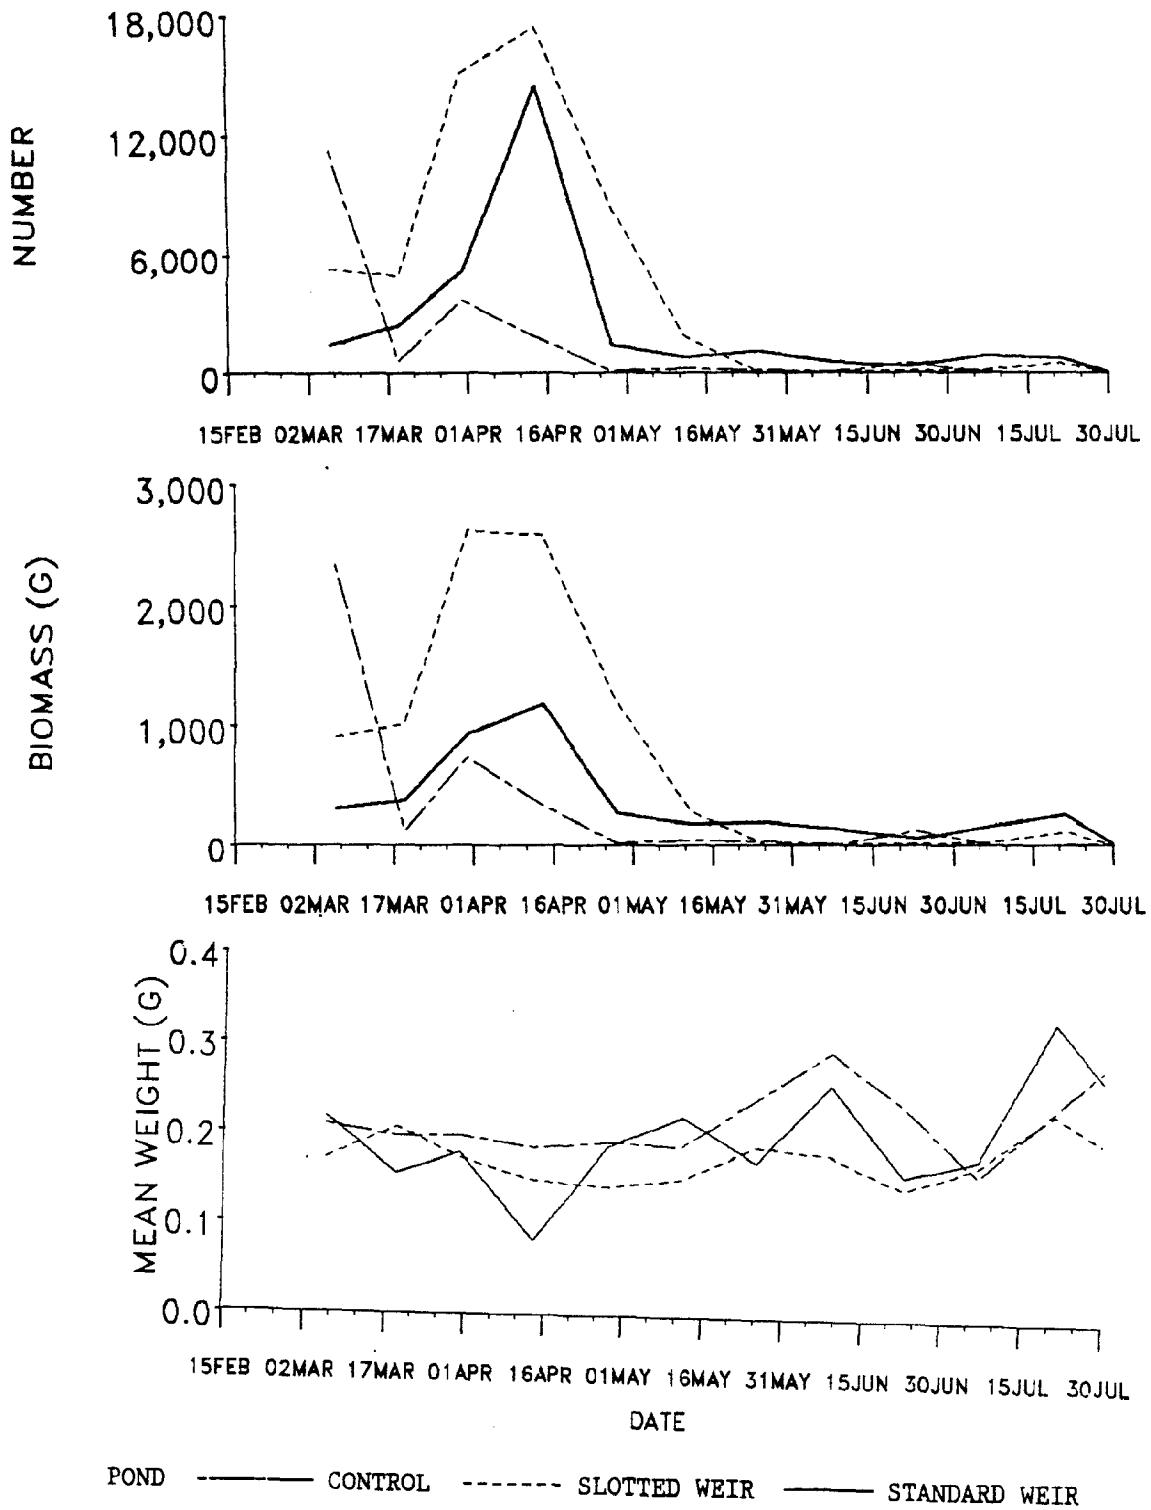 NUMBER
18,000
12,000
6,000
0
15FEB 02MAR 17MAR 01APR 16APR 01MAY 16MAY 31MAY 15JUN 30JUN 15JUL 30JUL
BIOMASS (G)
3,000
2,000
1,000
0
15FEB 02MAR 17MAR 01APR 16APR 01MAY 16MAY 31MAY 15JUN 30JUN 15JUL 30JUL
MEAN WEIGHT (G)
0.4
0.3
0.2
0.1
0.0
15FEB 02MAR 17MAR 01APR 16APR 01MAY 16MAY 31MAY 15JUN 30JUN 15JUL 30JUL
DATE
POND CONTROL SLOTTED WEIR STANDARD WEIR